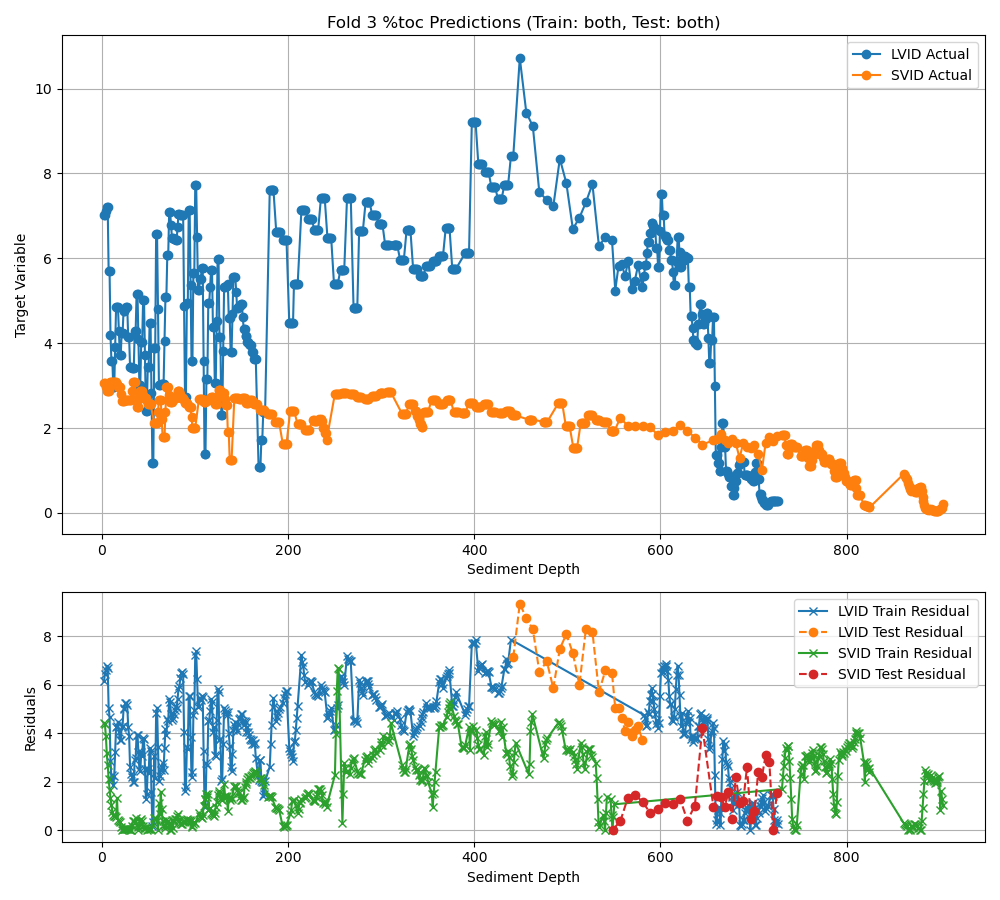 Fold 3 %toc Predictions (Train: both, Test: both)
LVID Actual
SVID Actual
Target Variable
10
8
6
4
2
0
0 200 400 600 800
Sediment Depth
LVID Train Residual
LVID Test Residual
SVID Train Residual
SVID Test Residual
Residuals
8
6
4
2
0
0 200 400 600 800
Sediment Depth